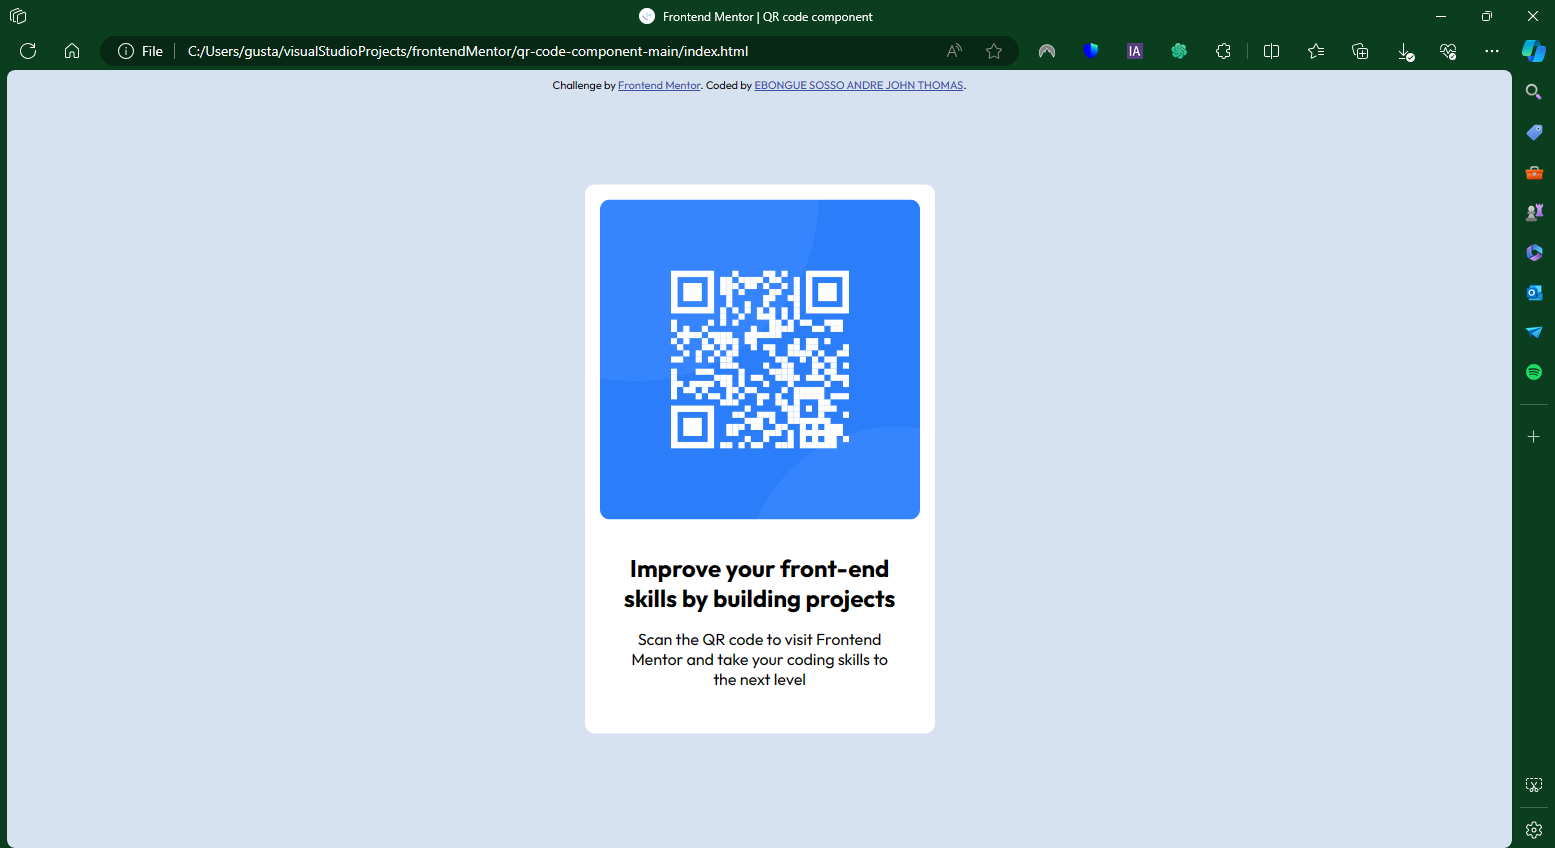 Frontend Mentor | QR code component
File
C:/Users/gusta/visualStudioProjects/frontendMentor/qr-code-component-main/index.html
A
IA
Challenge by Frontend Mentor. Coded by EBONGUE SOSSO ANDRE JOHN THOMAS.
Improve your front-end
skills by building projects
Scan the QR code to visit Frontend
Mentor and take your coding skills to
the next level